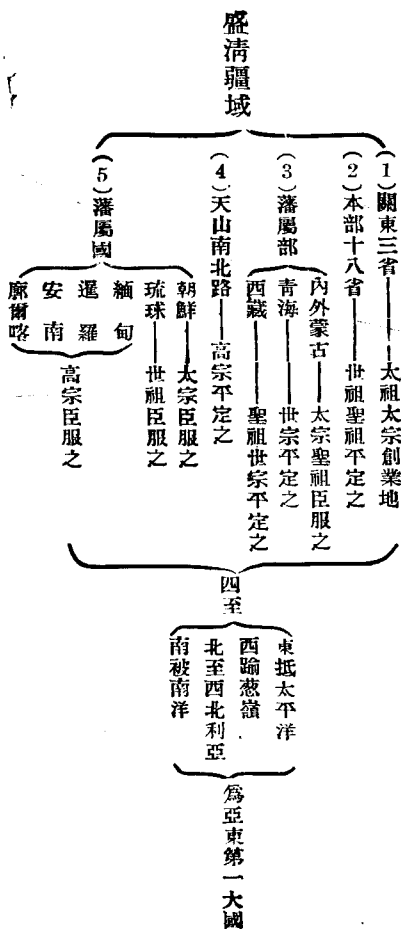 盛淸疆域
(1)關東三省——太祖太宗創業地
(2)本部十八省——世祖聖祖平定之
(3)藩屬部
內外蒙古——太宗聖祖臣服之
靑海——世宗平定之
西藏——聖祖世宗平定之
(4)天山南北路——高宗平定之
(5)藩屬國
朝鮮——太宗臣服之
琉球——世祖臣服之
緬甸
暹羅
安南
廓爾喀
高宗臣服之
四至
東抵太平洋
西踰葱嶺
北至西北利亞
南被南洋
爲亞東第一大國